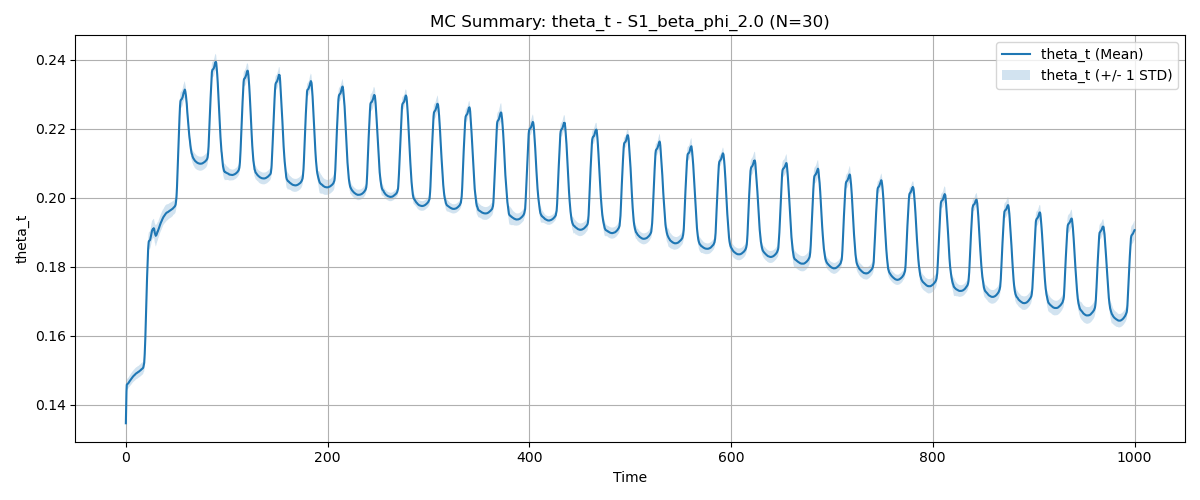 MC Summary: theta_t - S1_beta_phi_2.0 (N=30)
theta_t (Mean)
theta_t (+/- 1 STD)
0.24
0.22
0.20
0.18
0.16
0.14
theta_t
0 200 400 600 800 1000
Time